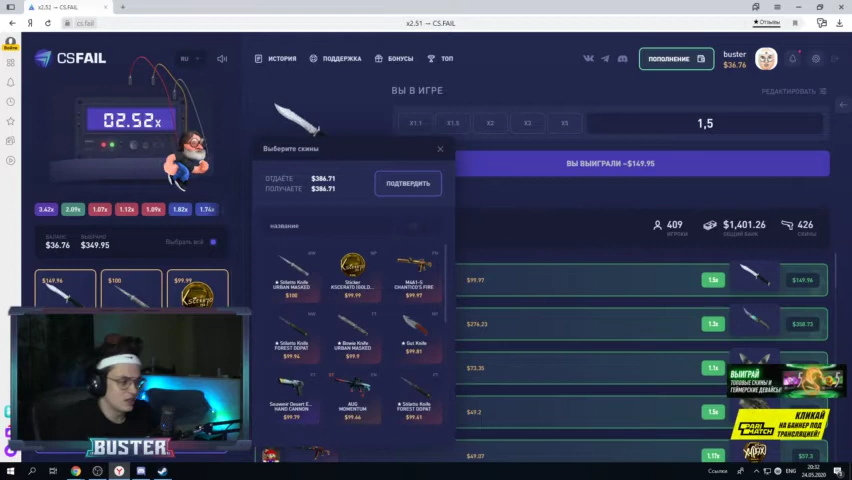 x2.51 → CS.FAIL
Я
cs.fail
x2.51 → CS.FAIL
Отзывы
Войти
CSFAIL
RU
ИСТОРИЯ
ПОДДЕРЖКА
БОНУСЫ
ТОП
ПОПОЛНЕНИЕ
buster
$36.76
02.52x
ВЫ В ИГРЕ
РЕДАКТИРОВАТЬ
X1.1
X1.5
X2
X3
X5
1,5
Выберите скины
ОТДАЁТЕ $386.71
ПОЛУЧАЕТЕ $386.71
ПОДТВЕРДИТЬ
ВЫ ВЫИГРАЛИ ~$149.95
3.42x
2.09x
1.07x
1.12x
1.09x
1.82x
1.74x
название
409
ИГРОКИ
$1,401.26
ОБЩИЙ БАНК
426
СКИНЫ
БАЛАНС
$36.76
ВЫБРАНО
$349.95
Выбрать всё
$149.96
$100
$99.99
★ Stiletto Knife
URBAN MASKED
$100
Sticker
$99.99
M4A1-S
CHANTICO'S FIRE
$99.97
★ Stiletto Knife
FOREST DDPAT
$99.94
★ Bowie Knife
URBAN MASKED
$99.9
★ Gut Knife
$99.81
Souvenir Desert E...
HAND CANNON
$99.79
AUG
MOMENTUM
$99.66
★ Stiletto Knife
FOREST DDPAT
$99.61
$99.97
1.5x
$149.96
$276.23
1.3x
$358.73
$73.35
1.1x
$49.2
1.5x
$49.07
1.17x
$57.3
ВЫИГРАЙ
ТОПОВЫЕ СКИНЫ И
ГЕЙМЕРСКИЕ ДЕВАЙСЫ!
PARI MATCH
КЛИКАЙ
НА БАННЕР ПОД
ТРАНСЛЯЦИЕЙ!
BUSTER
Ссылки
ENG
20:32
24.05.2020